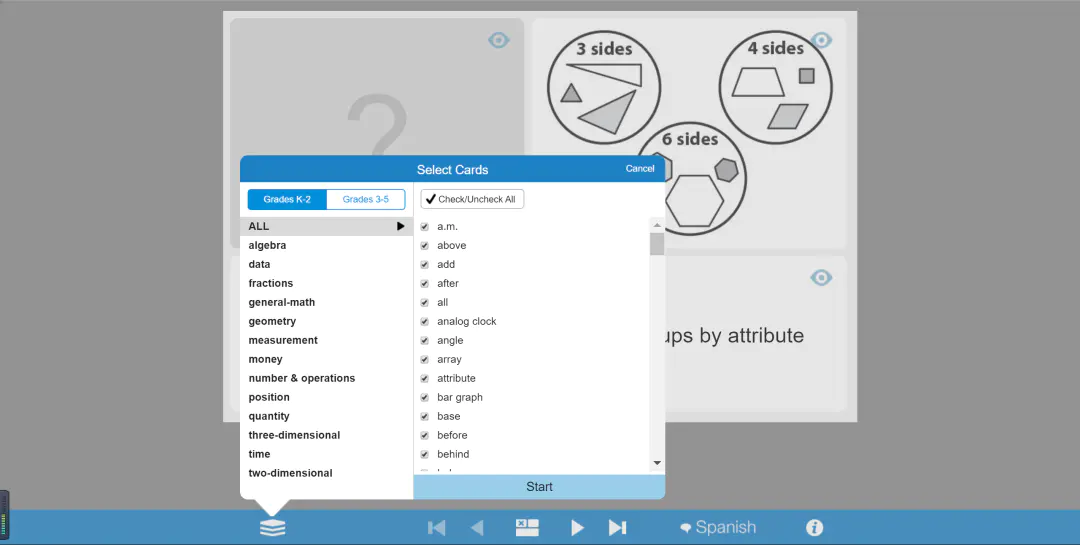 ?
3 sides
4 sides
6 sides
Select Cards
Cancel
Grades K-2
Grades 3-5
Check/Uncheck All
ALL
algebra
data
fractions
general-math
geometry
measurement
money
number & operations
position
quantity
three-dimensional
time
two-dimensional
a.m.
above
add
after
all
analog clock
angle
array
attribute
bar graph
base
before
behind
Start
by attribute
Spanish
i